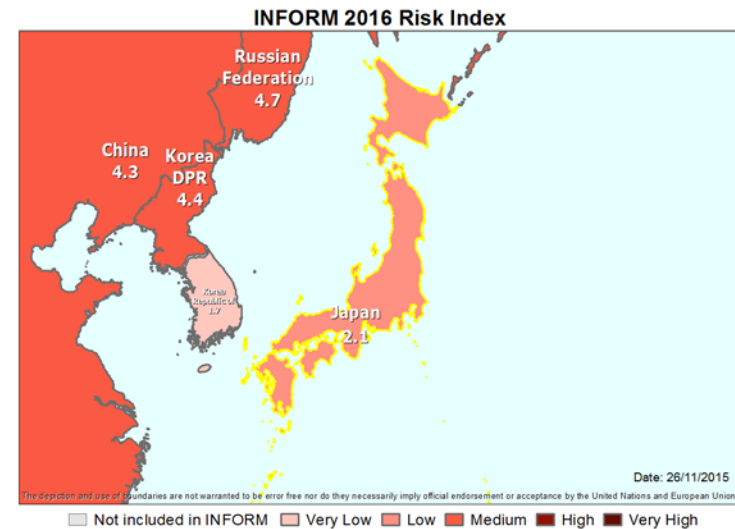 INFORM 2016 Risk Index
Russian
Federation
4.7
China
4.3
Korea
DPR
4.4
Korea
Republic of
1.7
Japan
2.1
Date: 26/11/2015
The depiction and use of boundaries are not warranted to be error free nor do they necessarily imply official endorsement or acceptance by the United Nations and European Union
Not included in INFORM Very Low Low Medium High Very High